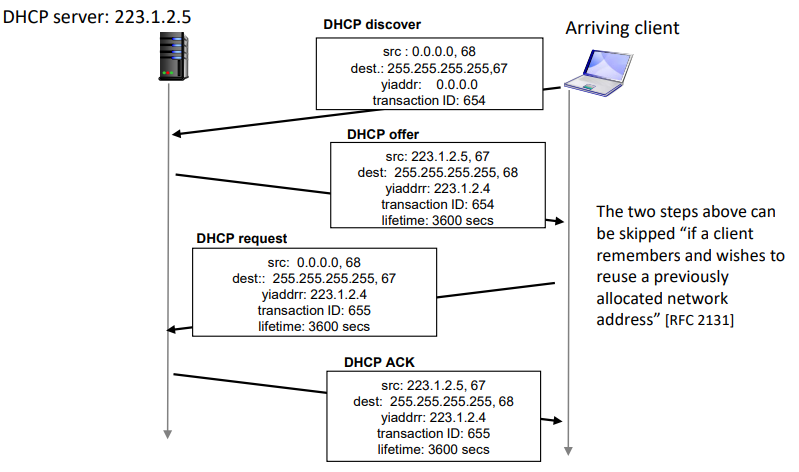 DHCP server: 223.1.2.5
DHCP discover
Arriving client
src : 0.0.0.0, 68
dest.: 255.255.255.255,67
yiaddr: 0.0.0.0
transaction ID: 654
DHCP offer
src: 223.1.2.5, 67
dest: 255.255.255.255, 68
yiaddrr: 223.1.2.4
transaction ID: 654
lifetime: 3600 secs
The two steps above can
be skipped “if a client
remembers and wishes to
reuse a previously
allocated network
address” [RFC 2131]
DHCP request
src: 0.0.0.0, 68
dest:: 255.255.255.255, 67
yiaddrr: 223.1.2.4
transaction ID: 655
lifetime: 3600 secs
DHCP ACK
src: 223.1.2.5, 67
dest: 255.255.255.255, 68
yiaddrr: 223.1.2.4
transaction ID: 655
lifetime: 3600 secs